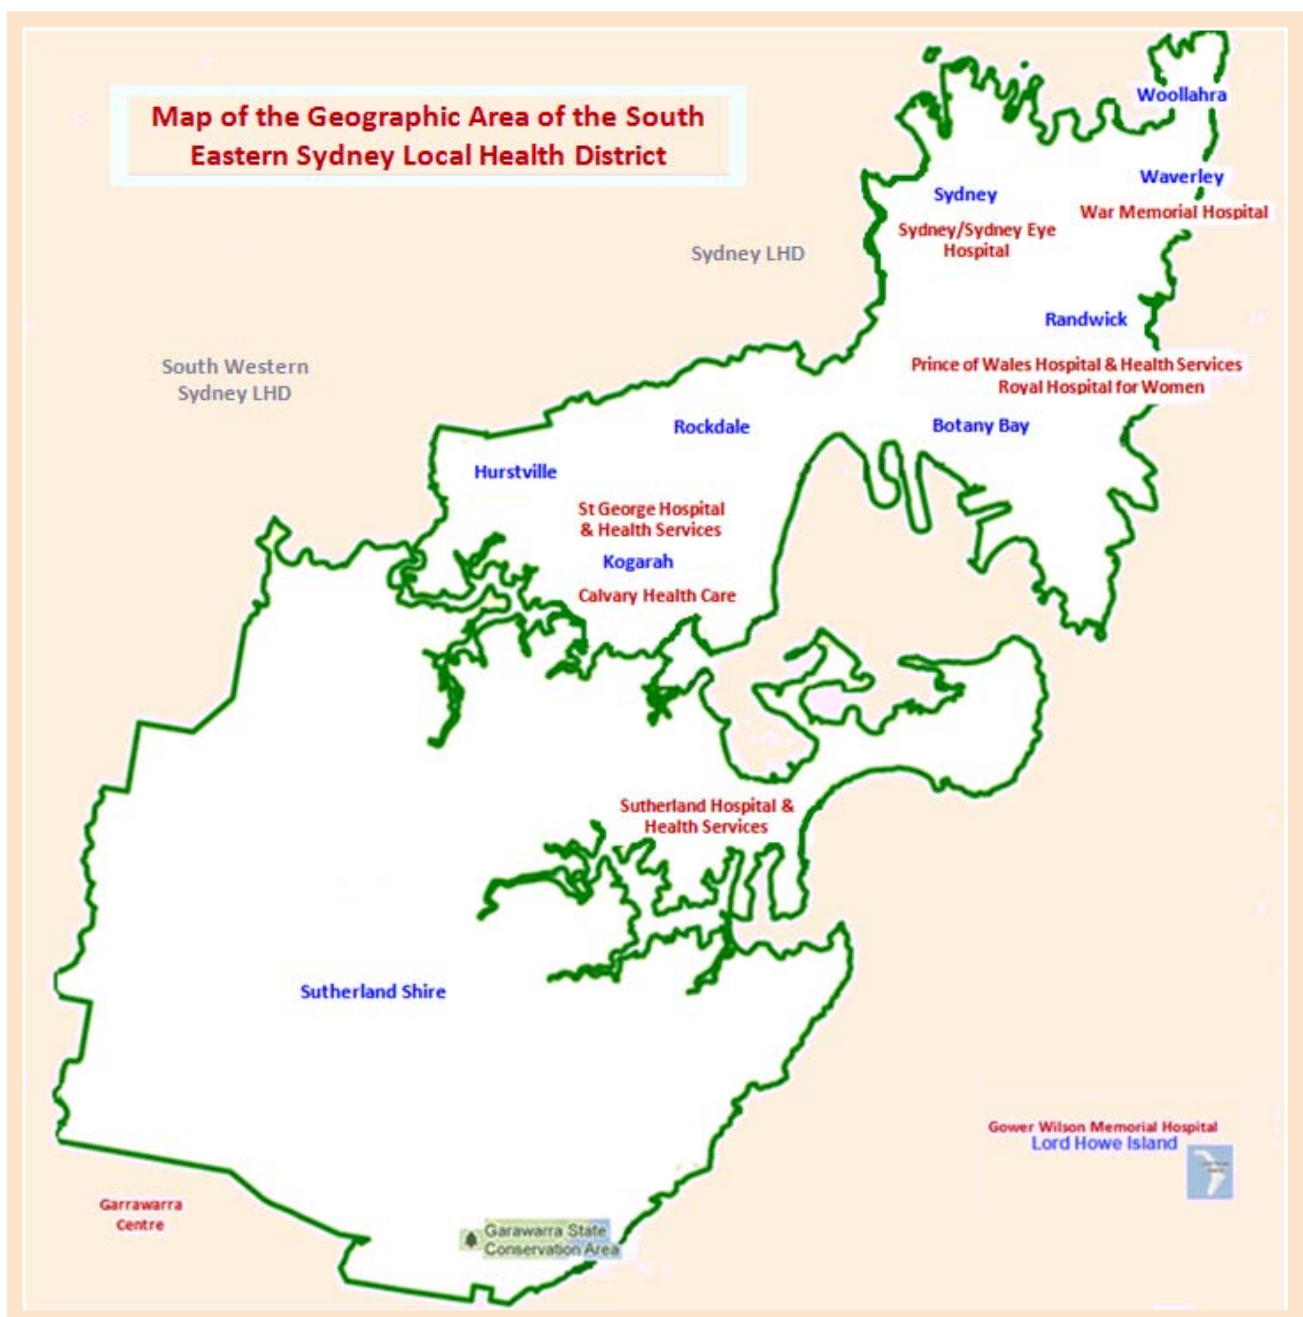 Map of the Geographic Area of the South
Eastern Sydney Local Health District
Woollahra
Waverley
Sydney
War Memorial Hospital
Sydney/Sydney Eye
Hospital
Sydney LHD
Randwick
South Western
Sydney LHD
Prince of Wales Hospital & Health Services
Royal Hospital for Women
Rockdale
Botany Bay
Hurstville
St George Hospital
& Health Services
Kogarah
Calvary Health Care
Sutherland Hospital &
Health Services
Sutherland Shire
Gower Wilson Memorial Hospital
Lord Howe Island
Garrawarra
Centre
Garawarra State
Conservation Area